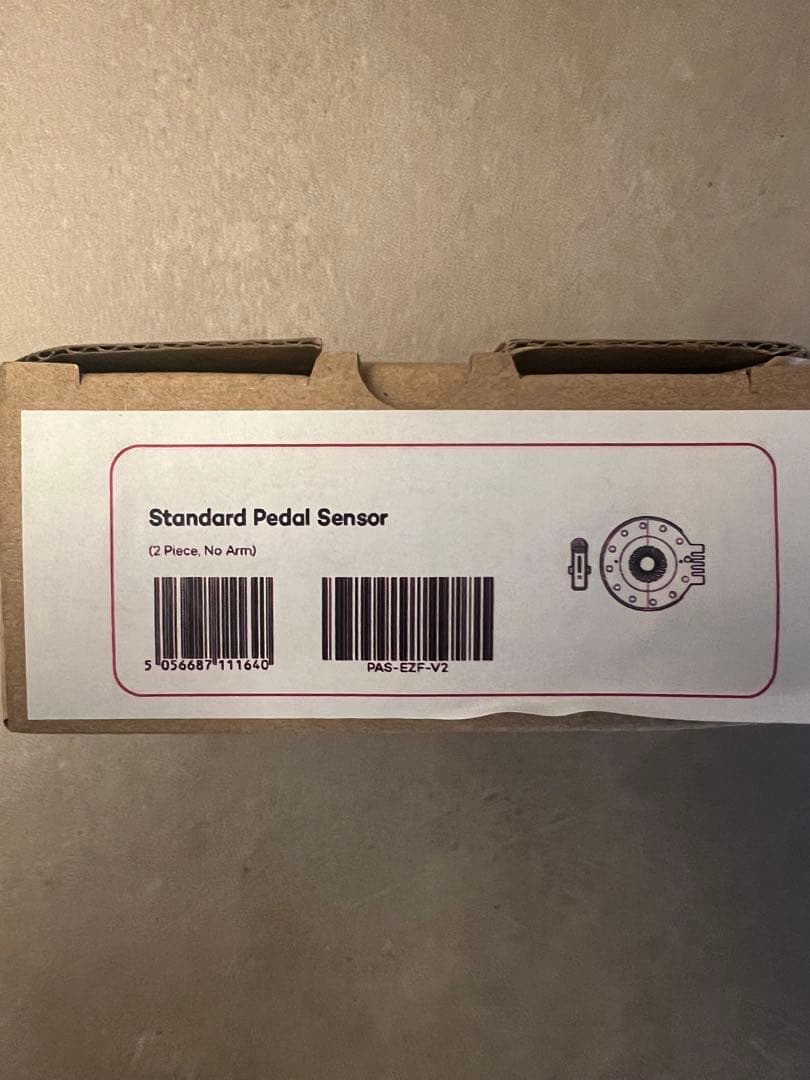 Standard Pedal Sensor
(2 Piece, No Arm)
5 056687 111640
PAS-EZF-V2